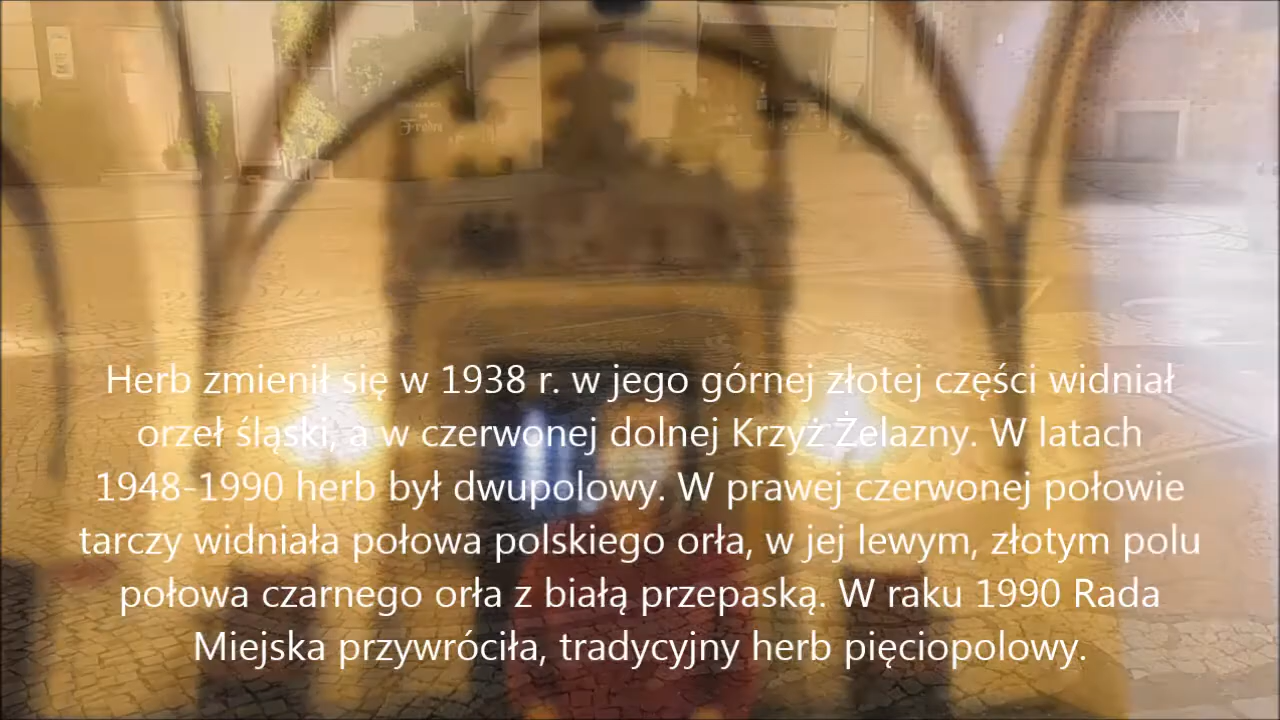 Herb zmienił się w 1938 r. w jego górnej złotej części widniał
orzeł śląski, a w czerwonej dolnej Krzyż Żelazny. W latach
1948-1990 herb był dwupolowy. W prawej czerwonej połowie
tarczy widniała połowa polskiego orła, w jej lewym, złotym polu
połowa czarnego orła z białą przepaską. W raku 1990 Rada
Miejska przywróciła, tradycyjny herb pięciopolowy.